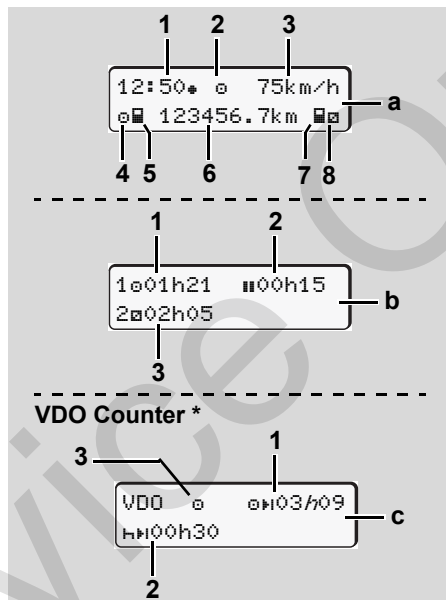 1 2 3
12:50• ⊙ 75km/h
a
⊙ 123456.7km
4 5 6 7 8
1 2
1⊙01h21 00h15
b
2 02h05
3
VDO Counter *
3 1
VDO ⊙ ⊙ 03h09
c
00h30
2
vice O